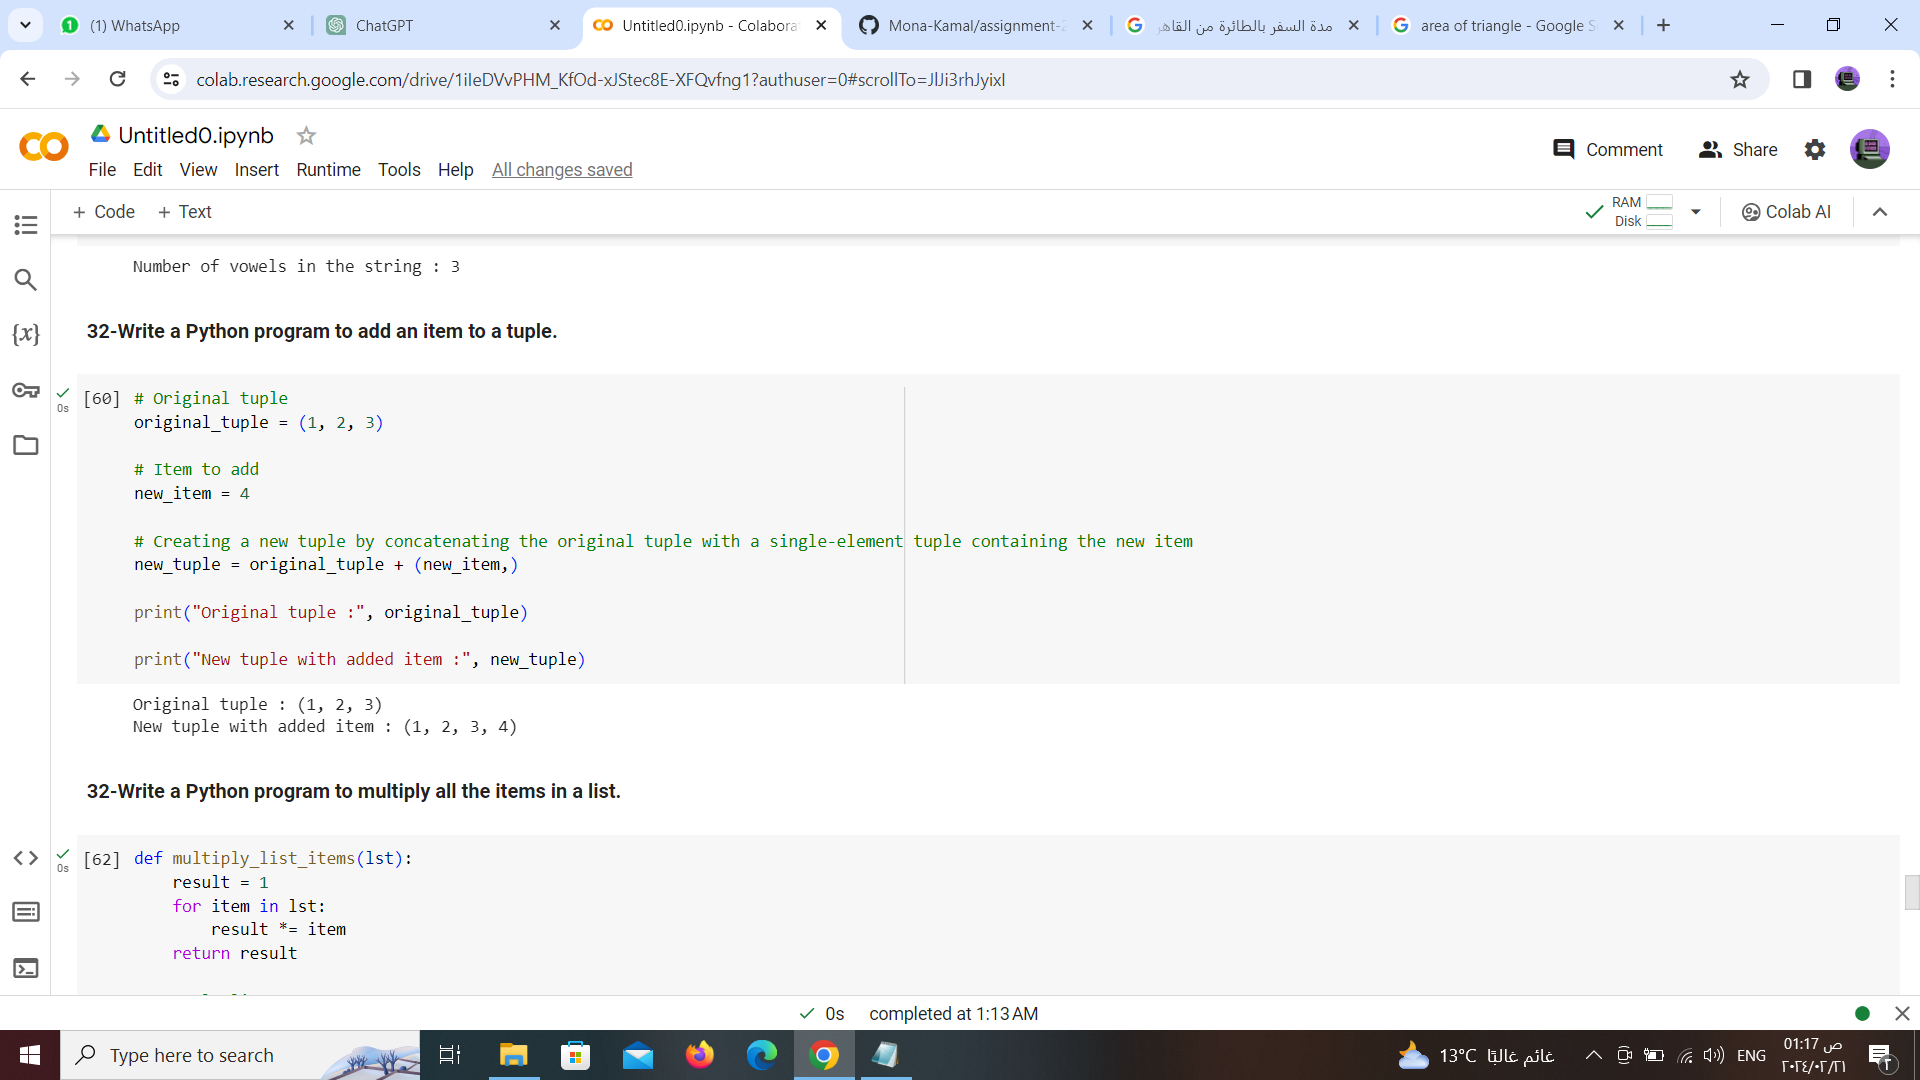 (1) WhatsApp
ChatGPT
Untitled0.ipynb - Colabora
Mona-Kamal/assignment-2
مدة السفر بالطائرة من القاهر
area of triangle - Google S
colab.research.google.com/drive/1iIeDVvPHM_KfOd-xJStec8E-XFQvfng1?authuser=0#scrollTo=JlJi3rhJyixI
Untitled0.ipynb
File Edit View Insert Runtime Tools Help All changes saved
Comment
Share
+ Code + Text
RAM
Disk
Colab AI
Number of vowels in the string : 3
32-Write a Python program to add an item to a tuple.
0s
[60] # Original tuple
original_tuple = (1, 2, 3)
# Item to add
new_item = 4
# Creating a new tuple by concatenating the original tuple with a single-element tuple containing the new item
new_tuple = original_tuple + (new_item,)
print("Original tuple :", original_tuple)
print("New tuple with added item :", new_tuple)
Original tuple : (1, 2, 3)
New tuple with added item : (1, 2, 3, 4)
32-Write a Python program to multiply all the items in a list.
0s
[62] def multiply_list_items(lst):
result = 1
for item in lst:
result *= item
return result
0s completed at 1:13 AM
Type here to search
13°C غائم غالبًا
ENG
01:17 ص
٢٠٢٤/٠٢/٢١
٢